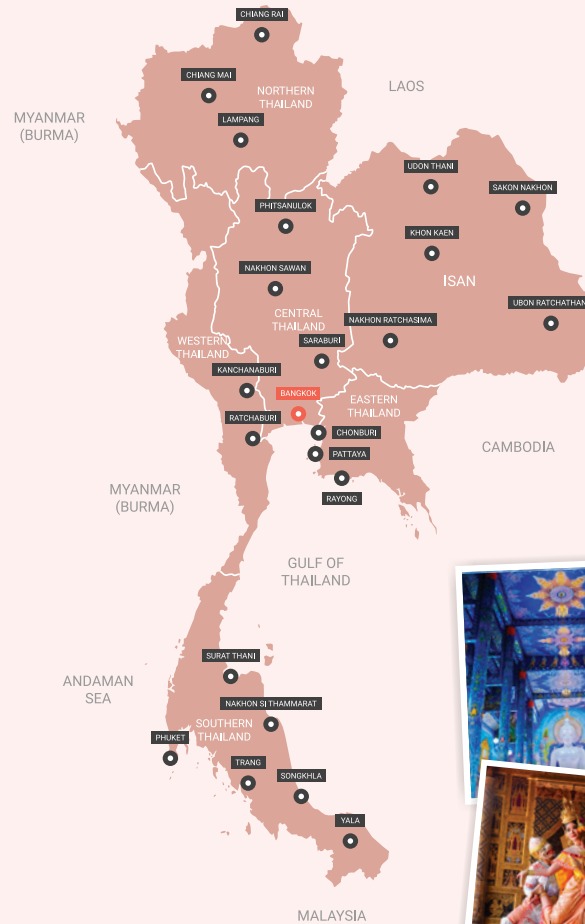 CHIANG RAI
CHIANG MAI
LAOS
NORTHERN
THAILAND
MYANMAR
(BURMA)
LAMPANG
UDON THANI
SAKON NAKHON
PHITSANULOK
KHON KAEN
NAKHON SAWAN
ISAN
UBON RATCHATHAN
CENTRAL
THAILAND
NAKHON RATCHASIMA
WESTERN
THAILAND
SARABURI
KANCHANABURI
BANGKOK
EASTERN
THAILAND
RATCHABURI
CHONBURI
CAMBODIA
PATTAYA
MYANMAR
(BURMA)
RAYONG
GULF OF
THAILAND
SURAT THANI
ANDAMAN
SEA
NAKHON SI THAMMARAT
SOUTHERN
THAILAND
PHUKET
TRANG
SONGKHLA
YALA
MALAYSIA